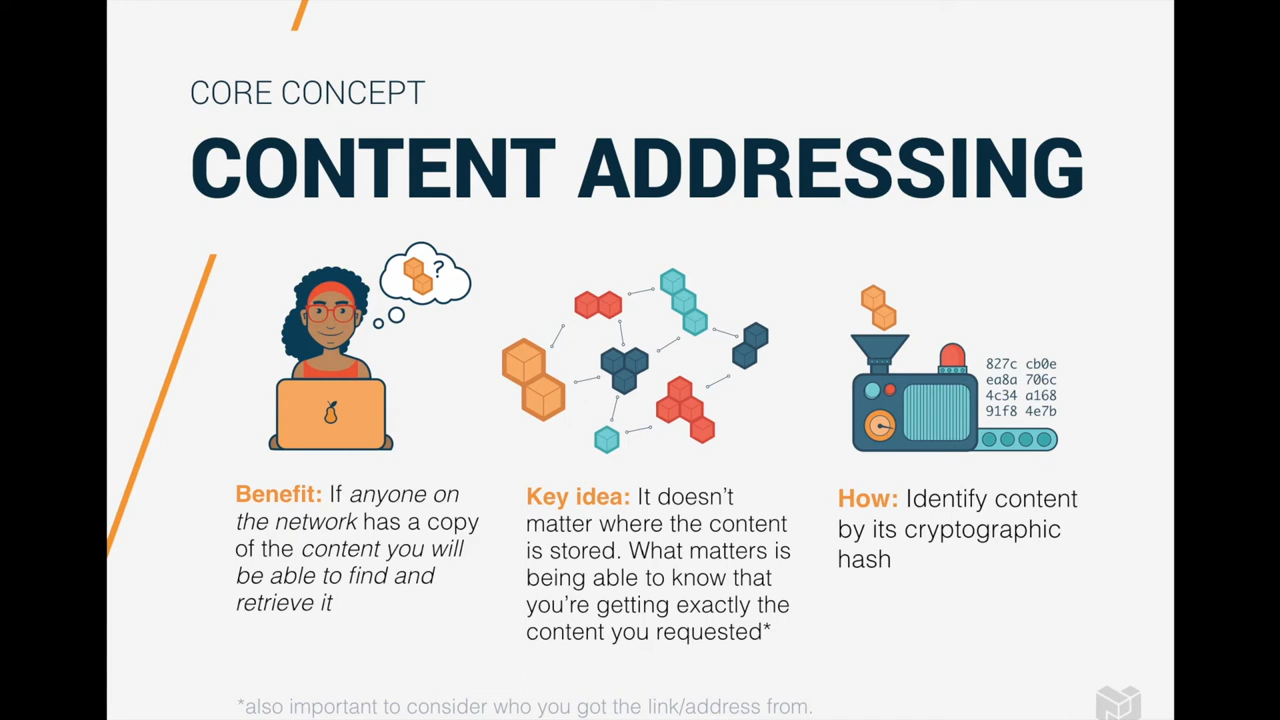 CORE CONCEPT
CONTENT ADDRESSING
?
827c cb0e
ea8a 706c
4c34 a168
91f8 4e7b
Benefit: If anyone on
the network has a copy
of the content you will
be able to find and
retrieve it
Key idea: It doesn't
matter where the content
is stored. What matters is
being able to know that
you're getting exactly the
content you requested*
How: Identify content
by its cryptographic
hash
*also important to consider who you got the link/address from.